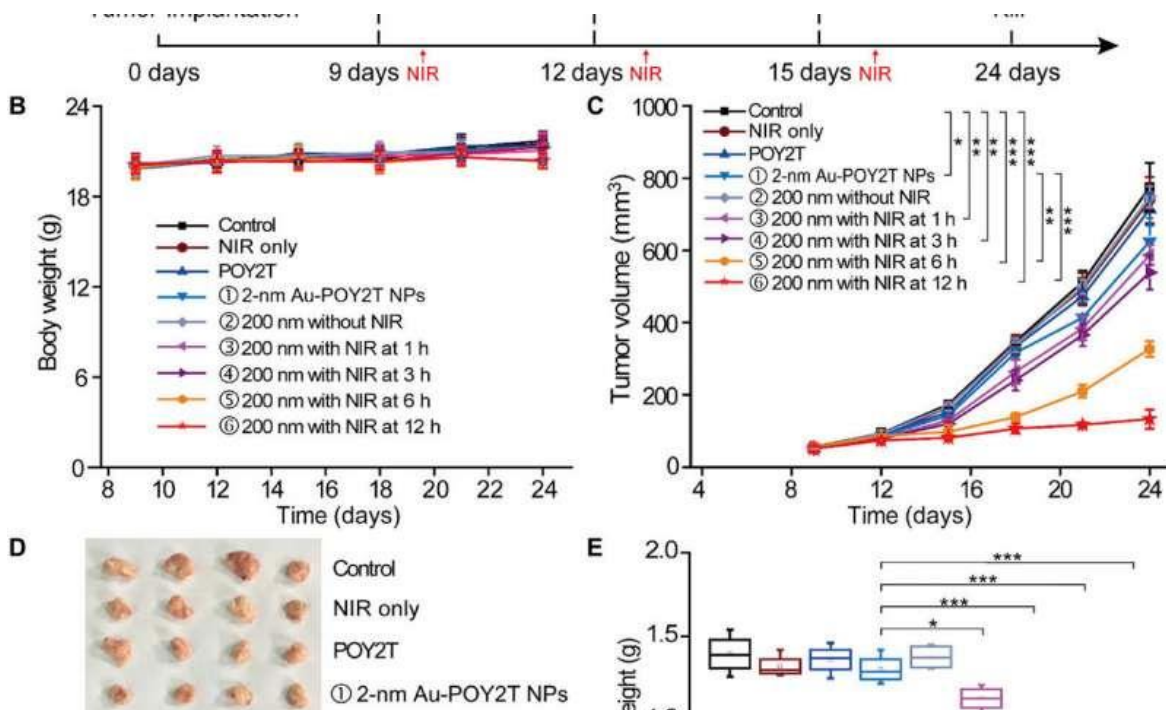 0 days 9 days NIR 12 days NIR 15 days NIR 24 days
B
24
18
12
6
0
Body weight (g)
Control
NIR only
POY2T
① 2-nm Au-POY2T NPs
② 200 nm without NIR
③ 200 nm with NIR at 1 h
④ 200 nm with NIR at 3 h
⑤ 200 nm with NIR at 6 h
⑥ 200 nm with NIR at 12 h
8 10 12 14 16 18 20 22 24
Time (days)
C
1000
800
600
400
200
0
Tumor volume (mm³)
Control
NIR only
POY2T
① 2-nm Au-POY2T NPs
② 200 nm without NIR
③ 200 nm with NIR at 1 h
④ 200 nm with NIR at 3 h
⑤ 200 nm with NIR at 6 h
⑥ 200 nm with NIR at 12 h
* ** ** *** ***
** ***
4 8 12 16 20 24
Time (days)
D
Control
NIR only
POY2T
① 2-nm Au-POY2T NPs
E
2.0
1.5
***
***
***
*